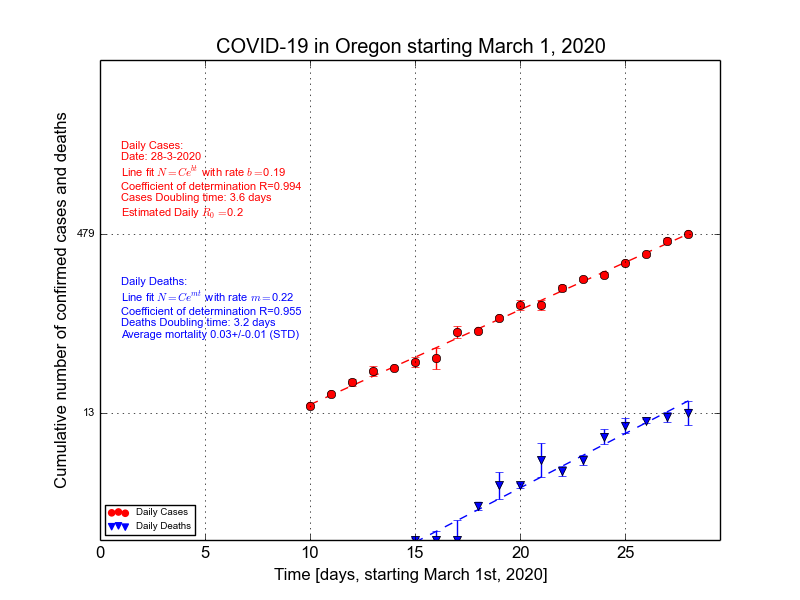 COVID-19 in Oregon starting March 1, 2020
Cumulative number of confirmed cases and deaths
Daily Cases:
Date: 28-3-2020
Line fit N = Ce^{bt} with rate b = 0.19
Coefficient of determination R=0.994
Cases Doubling time: 3.6 days
Estimated Daily R_0 = 0.2
479
Daily Deaths:
Line fit N = Ce^{mt} with rate m = 0.22
Coefficient of determination R=0.955
Deaths Doubling time: 3.2 days
Average mortality 0.03+/-0.01 (STD)
13
Daily Cases
Daily Deaths
0 5 10 15 20 25
Time [days, starting March 1st, 2020]